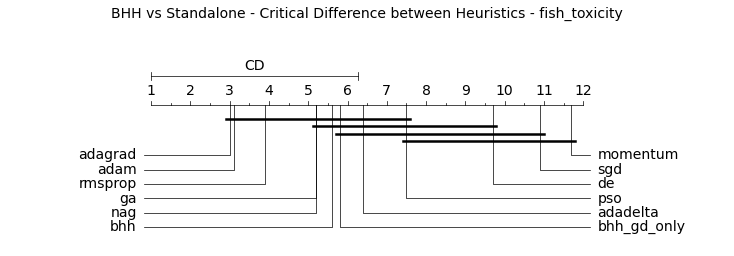 BHH vs Standalone - Critical Difference between Heuristics - fish_toxicity
CD
1 2 3 4 5 6 7 8 9 10 11 12
adagrad momentum
adam sgd
rmsprop de
ga pso
nag adadelta
bhh bhh_gd_only